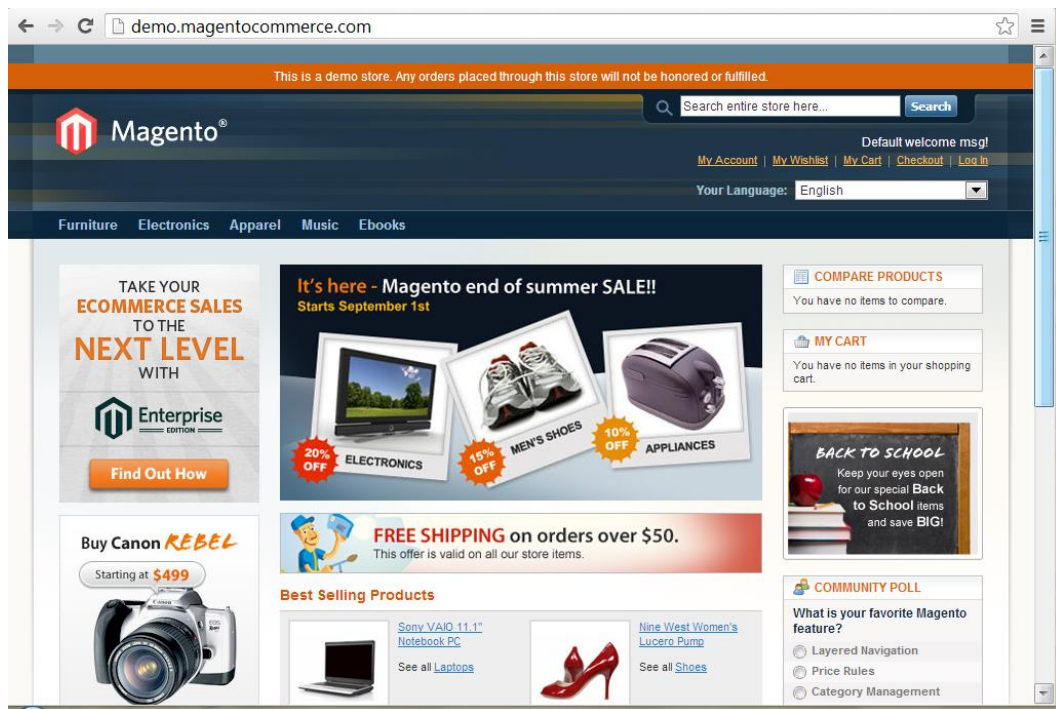 demo.magentocommerce.com
This is a demo store. Any orders placed through this store will not be honored or fulfilled.
Magento®
Search entire store here...
Search
Default welcome msg!
My Account | My Wishlist | My Cart | Checkout | Log In
Your Language: English
Furniture Electronics Apparel Music Ebooks
TAKE YOUR
ECOMMERCE SALES
TO THE
NEXT LEVEL
WITH
Enterprise
EDITION
Find Out How
Buy Canon REBEL
Starting at $499
EOS
It's here - Magento end of summer SALE!!
Starts September 1st
20%
OFF
ELECTRONICS
15%
OFF
MEN'S SHOES
10%
OFF
APPLIANCES
FREE SHIPPING on orders over $50.
This offer is valid on all our store items.
Best Selling Products
Sony VAIO 11.1"
Notebook PC
See all Laptops
Nine West Women's
Lucero Pump
See all Shoes
COMPARE PRODUCTS
You have no items to compare.
MY CART
You have no items in your shopping
cart.
BACK TO SCHOOL
Keep your eyes open
for our special Back
to School items
and save BIG!
COMMUNITY POLL
What is your favorite Magento
feature?
Layered Navigation
Price Rules
Category Management